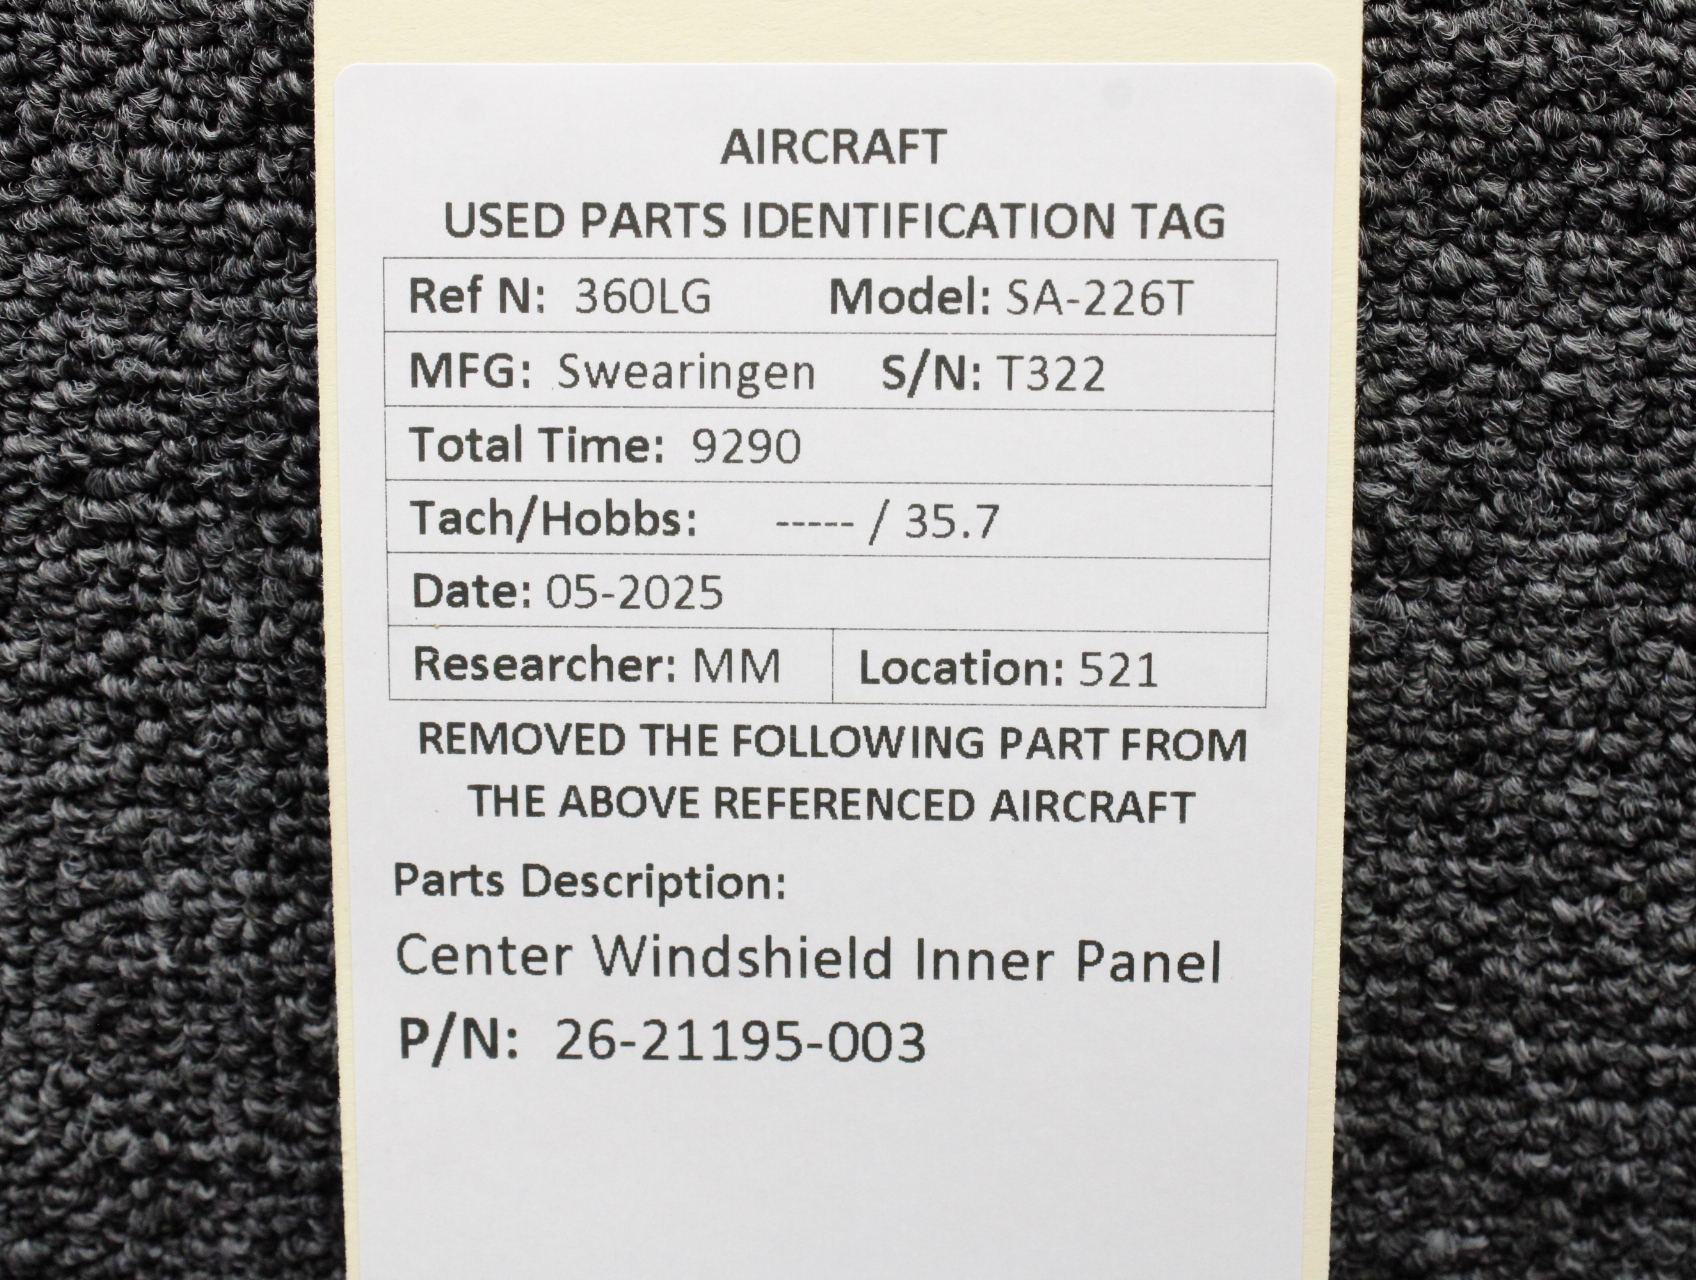 AIRCRAFT
USED PARTS IDENTIFICATION TAG
Ref N: 360LG Model: SA-226T
MFG: Swearingen S/N: T322
Total Time: 9290
Tach/Hobbs: ----- / 35.7
Date: 05-2025
Researcher: MM Location: 521
REMOVED THE FOLLOWING PART FROM
THE ABOVE REFERENCED AIRCRAFT
Parts Description:
Center Windshield Inner Panel
P/N: 26-21195-003